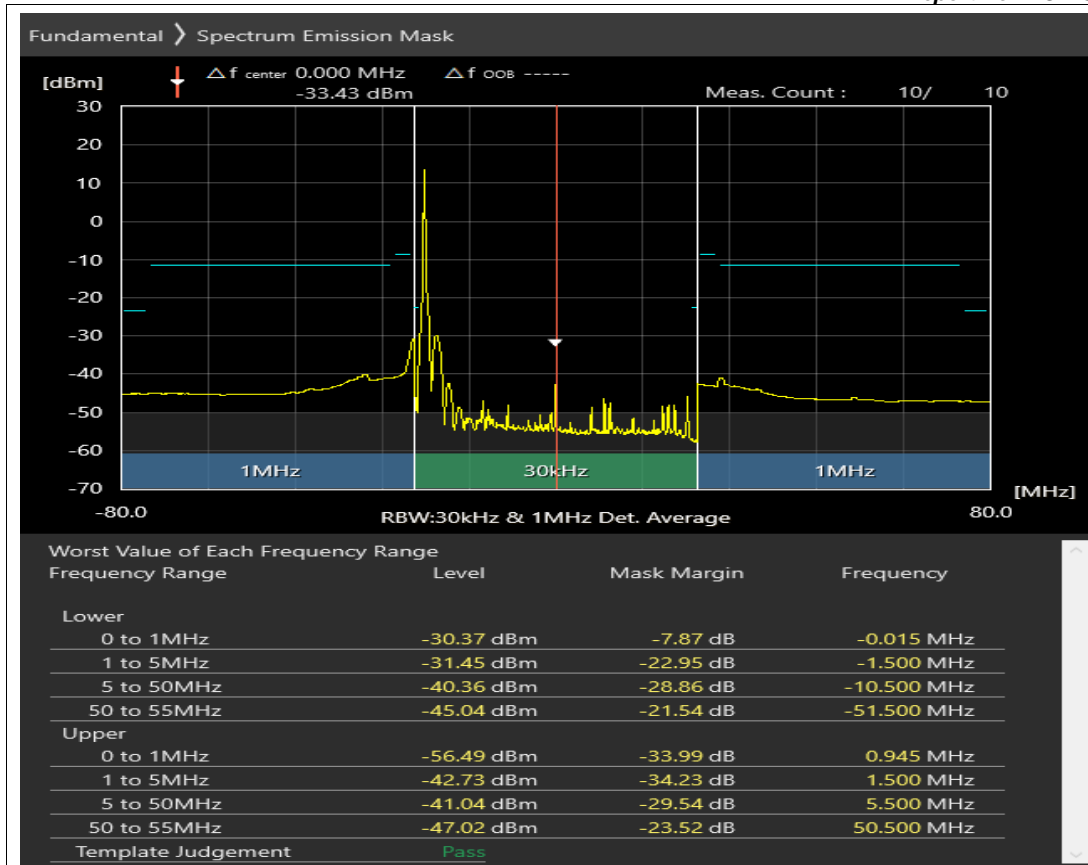 Fundamental 〉 Spectrum Emission Mask
[dBm]
△f center 0.000 MHz △f OOB -----
-33.43 dBm
Meas. Count : 10/ 10
30
20
10
0
-10
-20
-30
-40
-50
-60
-70
1MHz 30kHz 1MHz
[MHz]
-80.0 RBW:30kHz & 1MHz Det. Average 80.0
Worst Value of Each Frequency Range
Frequency Range Level Mask Margin Frequency
Lower
0 to 1MHz -30.37 dBm -7.87 dB -0.015 MHz
1 to 5MHz -31.45 dBm -22.95 dB -1.500 MHz
5 to 50MHz -40.36 dBm -28.86 dB -10.500 MHz
50 to 55MHz -45.04 dBm -21.54 dB -51.500 MHz
Upper
0 to 1MHz -56.49 dBm -33.99 dB 0.945 MHz
1 to 5MHz -42.73 dBm -34.23 dB 1.500 MHz
5 to 50MHz -41.04 dBm -29.54 dB 5.500 MHz
50 to 55MHz -47.02 dBm -23.52 dB 50.500 MHz
Template Judgement Pass